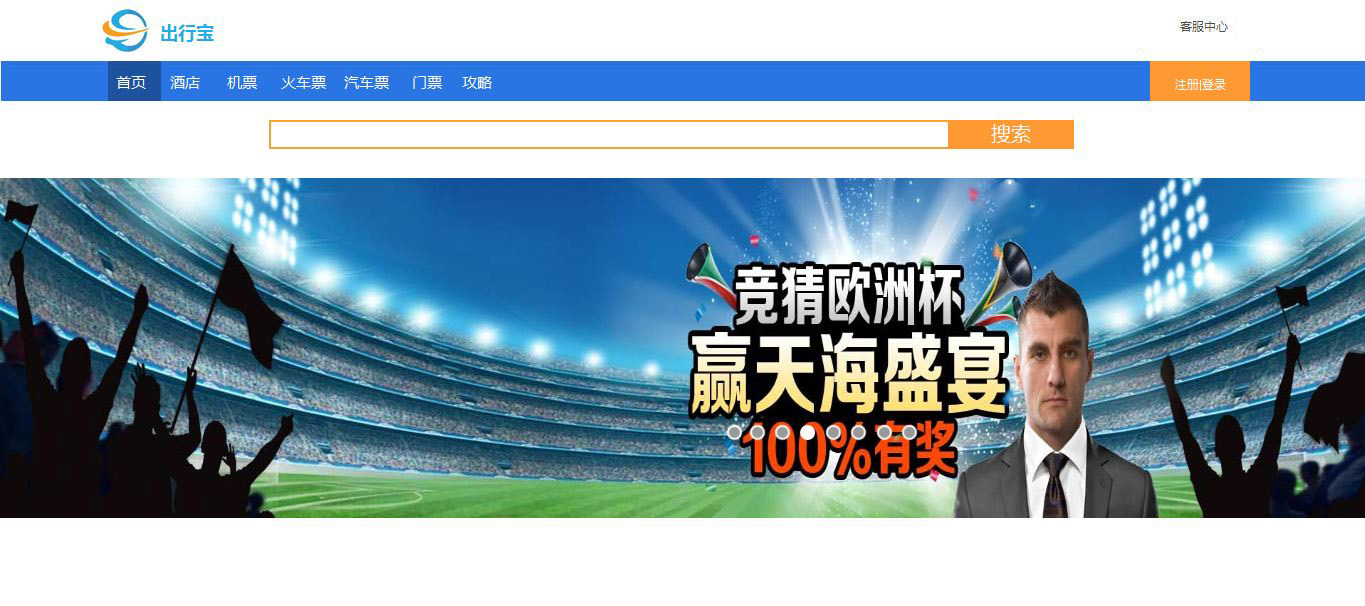 出行宝
客服中心
首页 酒店 机票 火车票 汽车票 门票 攻略
注册|登录
搜索
竞猜欧洲杯
赢天海盛宴
100%有奖